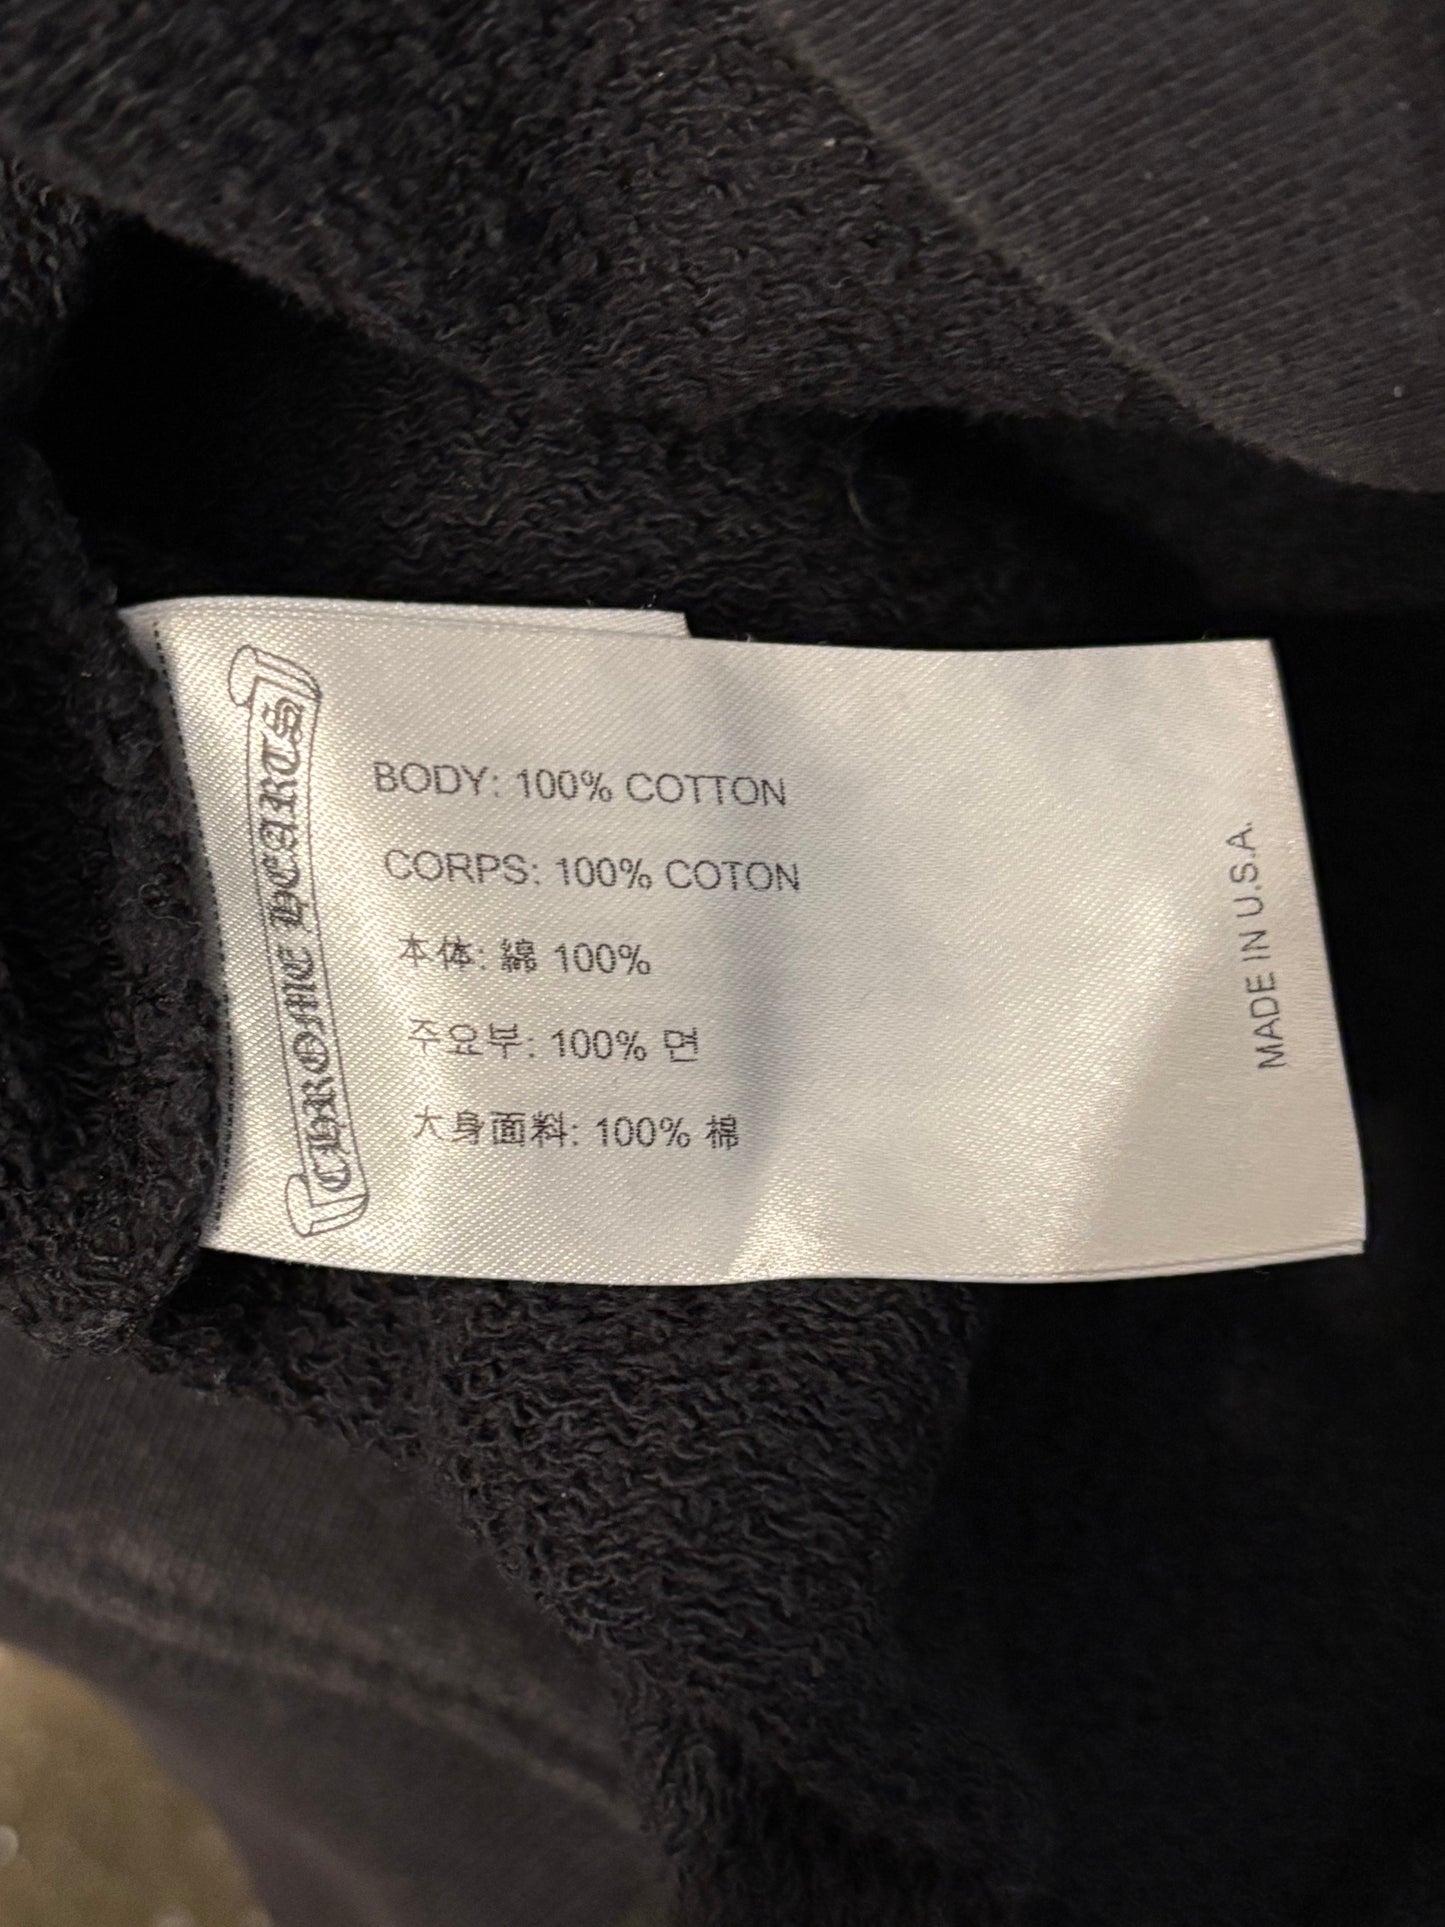 CHROME HEARTS
BODY: 100% COTTON
CORPS: 100% COTON
本体: 綿 100%
주요부: 100% 면
大身面料: 100% 棉
MADE IN U.S.A.